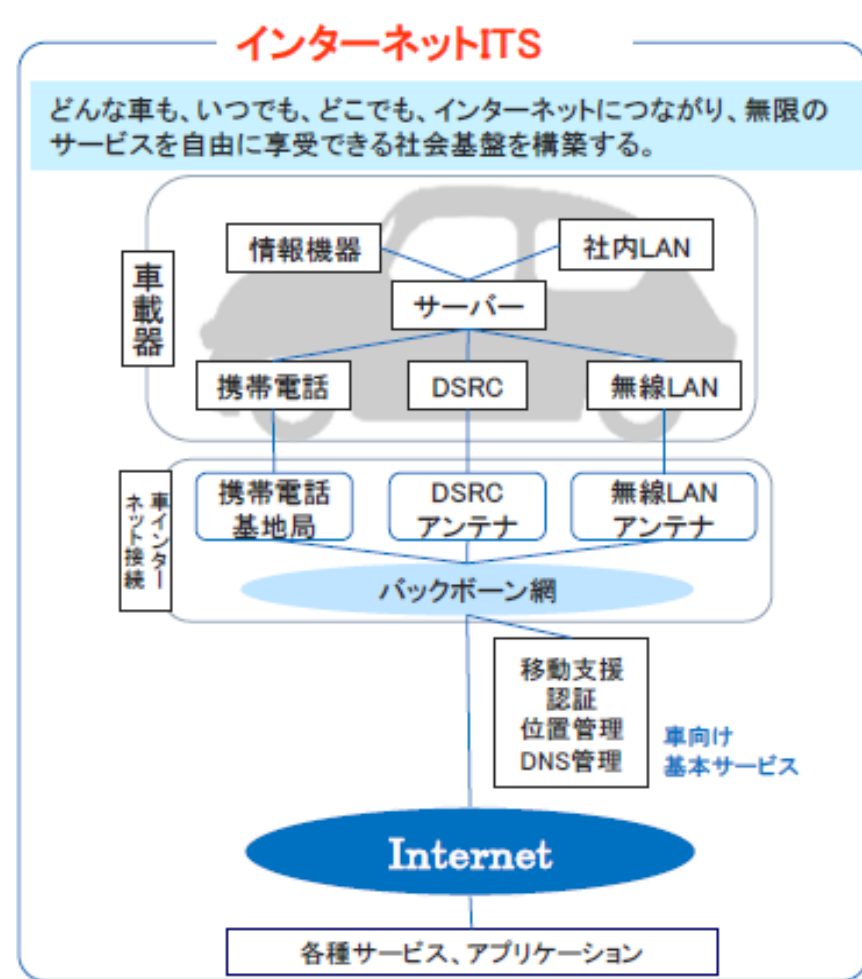 インターネットITS
どんな車も、いつでも、どこでも、インターネットにつながり、無限の
サービスを自由に享受できる社会基盤を構築する。
車載器
情報機器
社内LAN
サーバー
携帯電話
DSRC
無線LAN
車インター
ネット接続
携帯電話
基地局
DSRC
アンテナ
無線LAN
アンテナ
バックボーン網
移動支援
認証
位置管理
DNS管理
車向け
基本サービス
Internet
各種サービス、アプリケーション